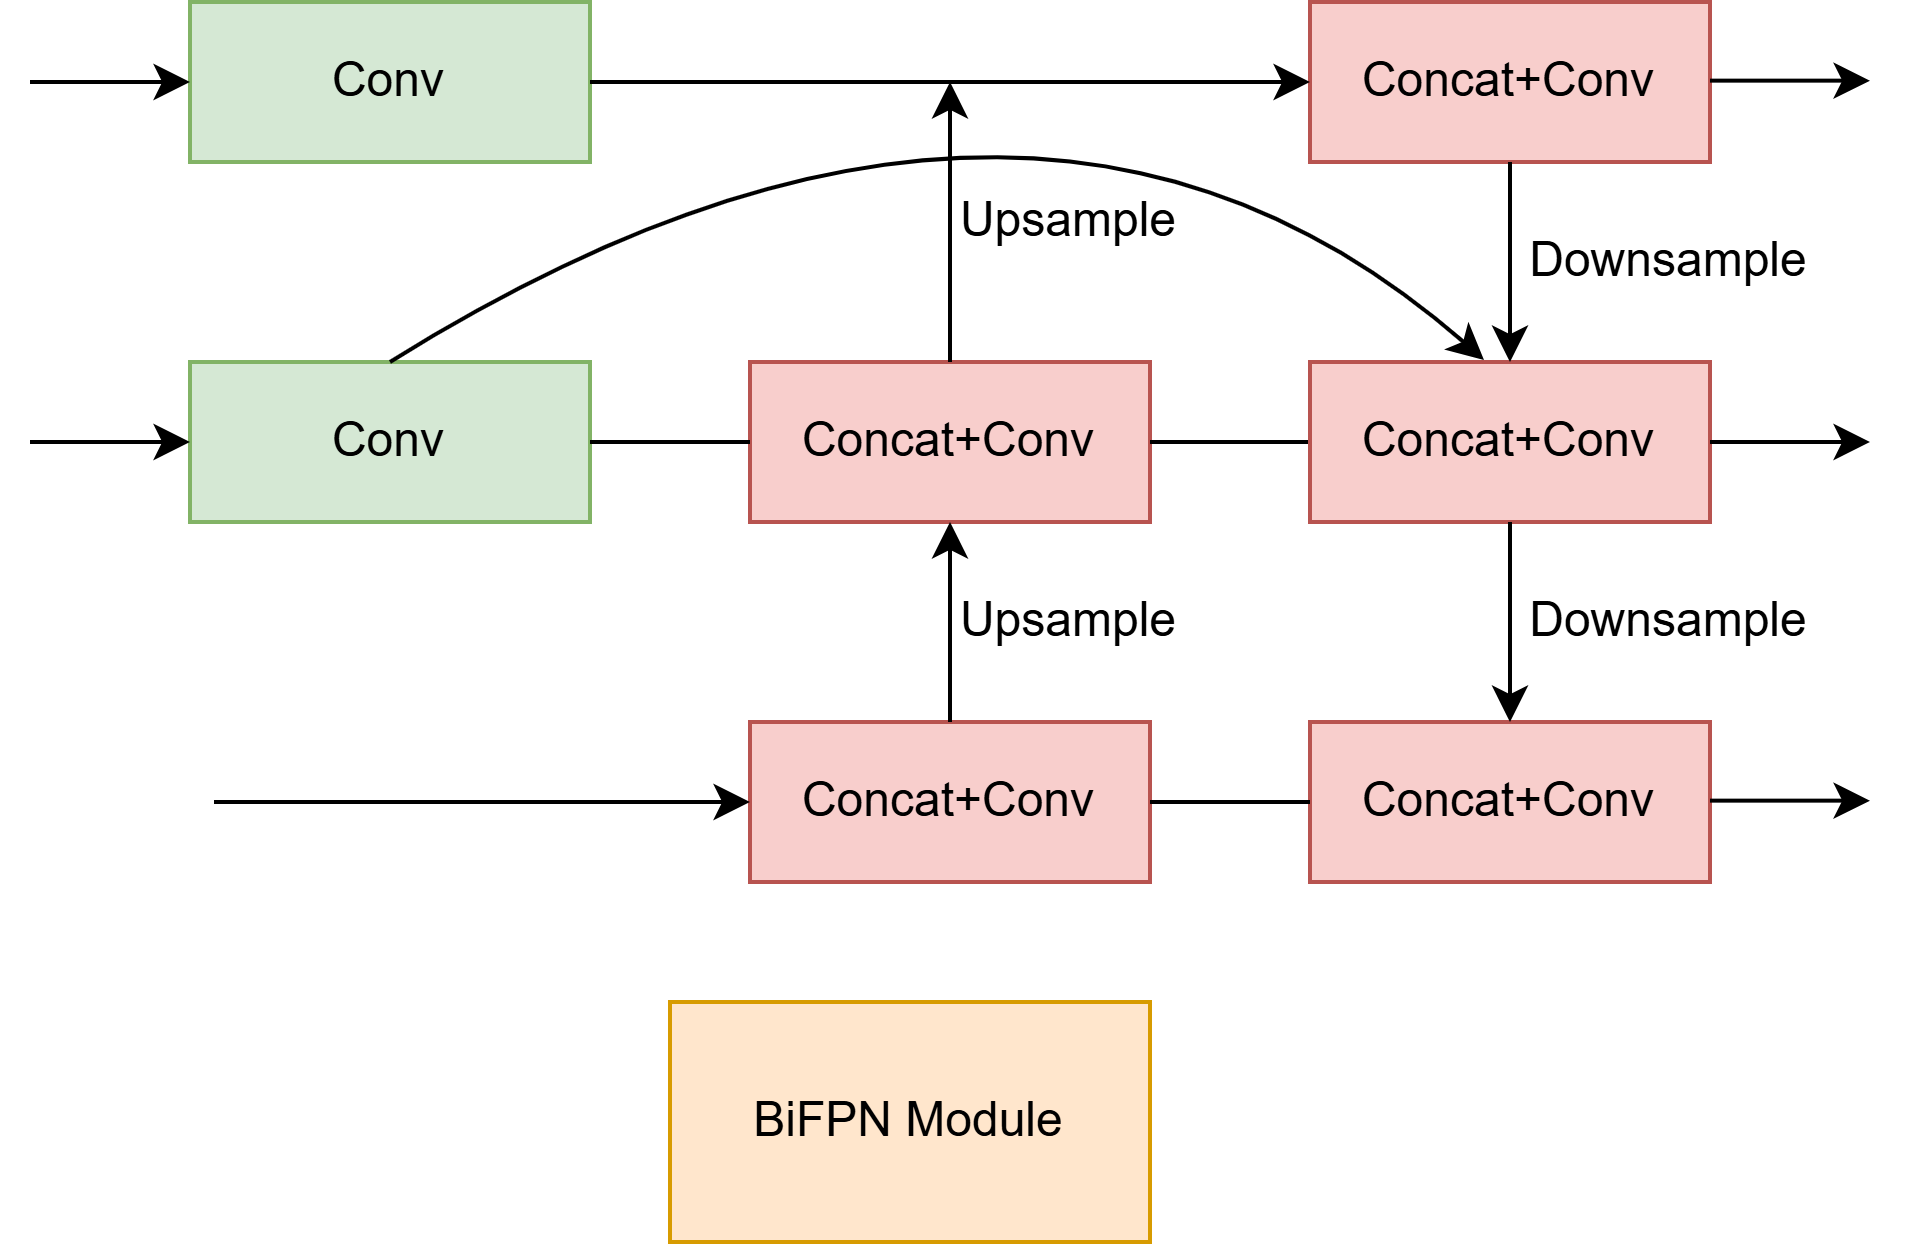 Conv
Concat+Conv
Upsample
Downsample
Conv
Concat+Conv
Concat+Conv
Upsample
Downsample
Concat+Conv
Concat+Conv
BiFPN Module